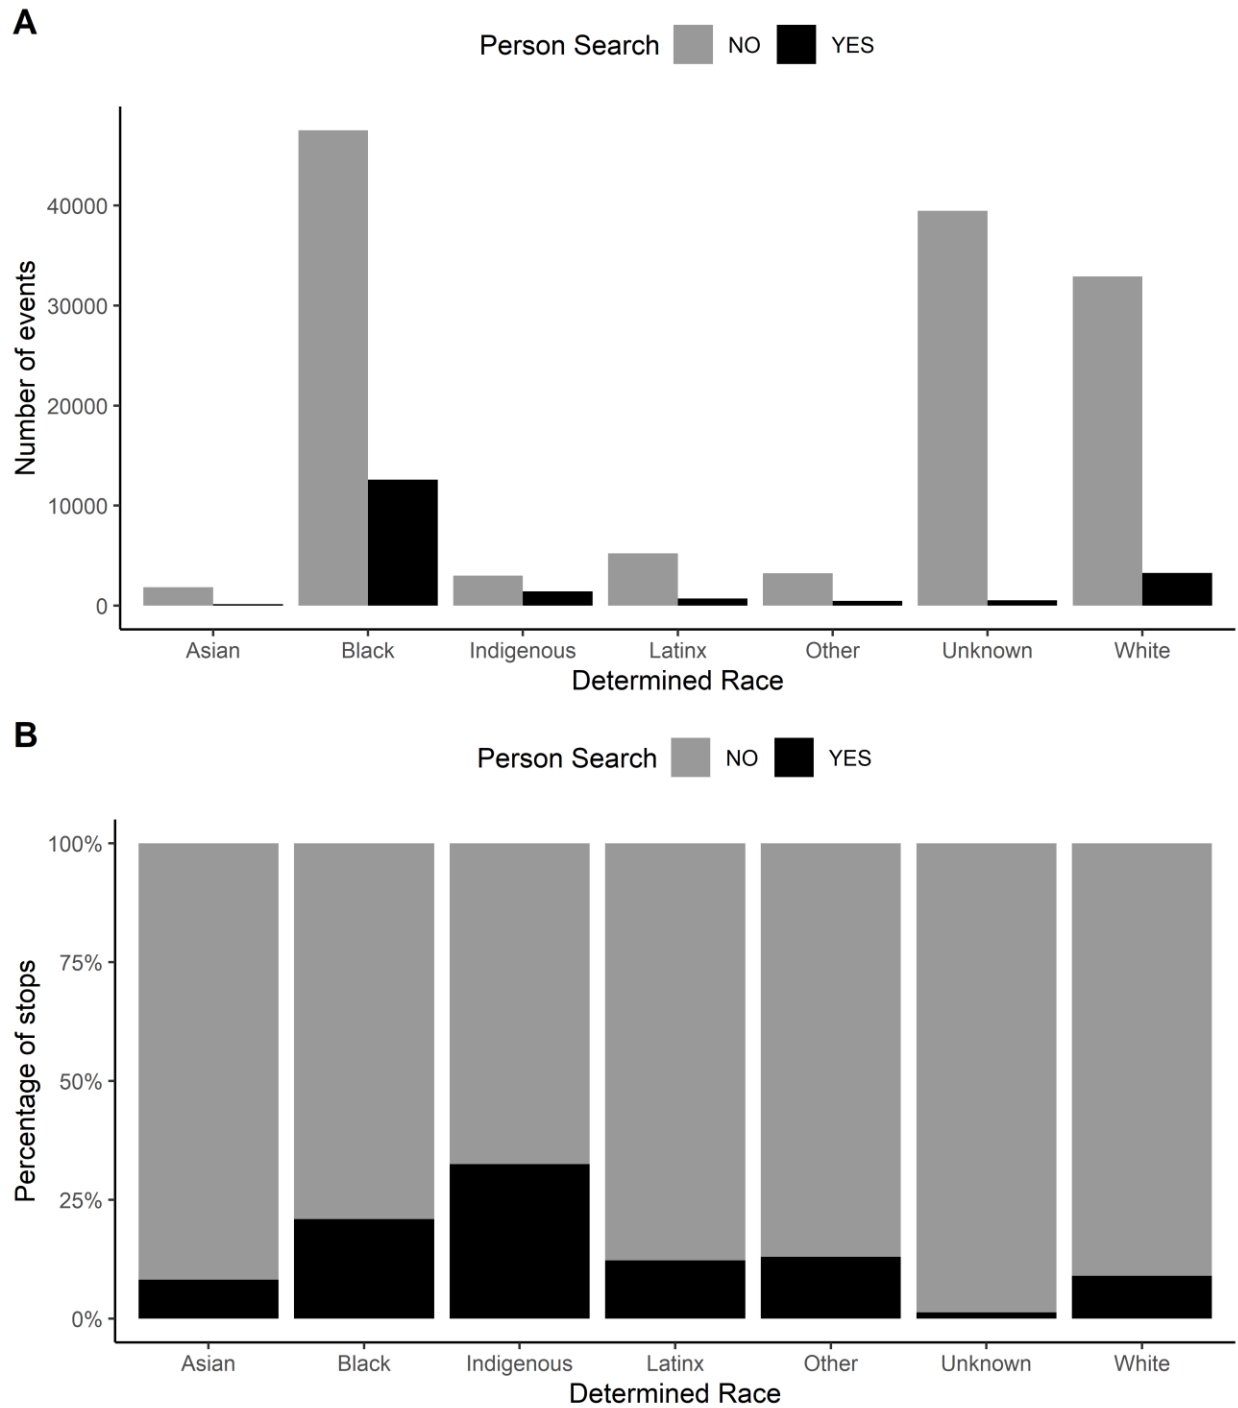 A
Person Search NO YES
Number of events
40000
30000
20000
10000
0
Asian Black Indigenous Latinx Other Unknown White
Determined Race
B
Person Search NO YES
Percentage of stops
100%
75%
50%
25%
0%
Asian Black Indigenous Latinx Other Unknown White
Determined Race